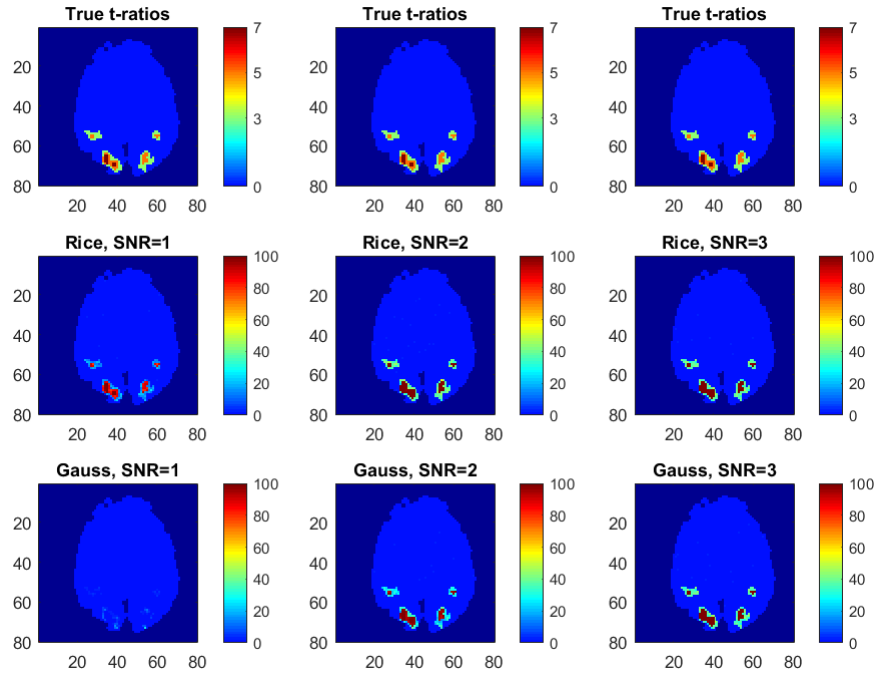 True t-ratios True t-ratios True t-ratios
7 7 7
20 20 20
5 5 5
40 40 40
3 3 3
60 60 60
80 0 80 0 80 0
20 40 60 80 20 40 60 80 20 40 60 80
Rice, SNR=1 Rice, SNR=2 Rice, SNR=3
100 100 100
20 80 20 80 20 80
40 60 40 60 40 60
60 40 60 40 60 40
20 20 20
80 0 80 0 80 0
20 40 60 80 20 40 60 80 20 40 60 80
Gauss, SNR=1 Gauss, SNR=2 Gauss, SNR=3
100 100 100
20 80 20 80 20 80
40 60 40 60 40 60
60 40 60 40 60 40
20 20 20
80 0 80 0 80 0
20 40 60 80 20 40 60 80 20 40 60 80